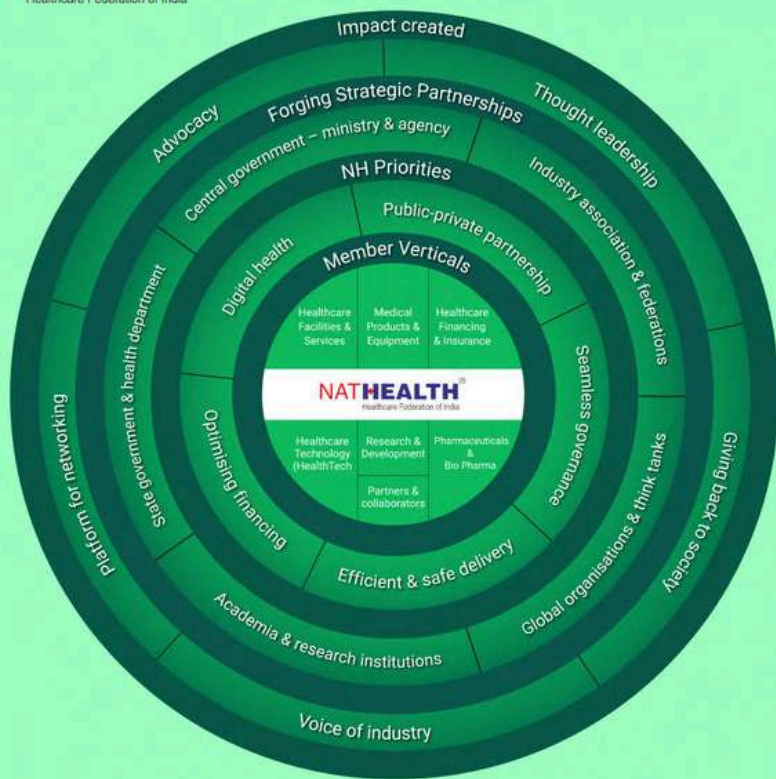 Healthcare Federation of India
Impact created
Advocacy
Thought leadership
Giving back to society
Voice of industry
Platform for networking
Forging Strategic Partnerships
Central government – ministry & agency
Industry association & federations
Global organisations & think tanks
Academia & research institutions
State government & health department
NH Priorities
Digital health
Public-private partnership
Seamless governance
Efficient & safe delivery
Optimising financing
Member Verticals
Healthcare
Facilities &
Services
Medical
Products &
Equipment
Healthcare
Financing
& Insurance
NATHEALTH®
Healthcare Federation of India
Healthcare
Technology
(HealthTech
Research &
Development
Partners &
collaborators
Pharmaceuticals
&
Bio Pharma